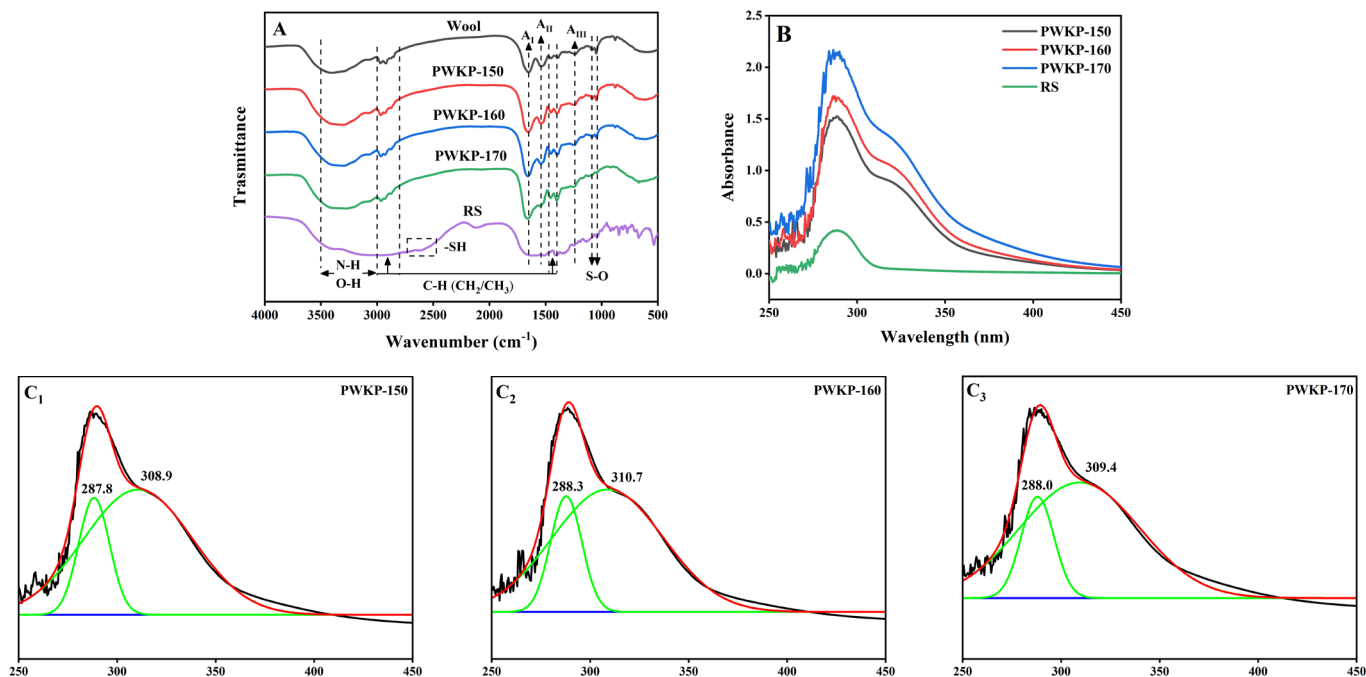 A
Wool
A_I
A_II
A_III
PWKP-150
PWKP-160
PWKP-170
RS
-SH
N-H
O-H
C-H (CH₂/CH₃)
S-O
Trasmittance
4000 3500 3000 2500 2000 1500 1000 500
Wavenumber (cm⁻¹)
B
PWKP-150
PWKP-160
PWKP-170
RS
Absorbance
2.5
2.0
1.5
1.0
0.5
0.0
250 300 350 400 450
Wavelength (nm)
C₁
PWKP-150
287.8
308.9
250 300 350 400 450
C₂
PWKP-160
288.3
310.7
250 300 350 400 450
C₃
PWKP-170
288.0
309.4
250 300 350 400 450